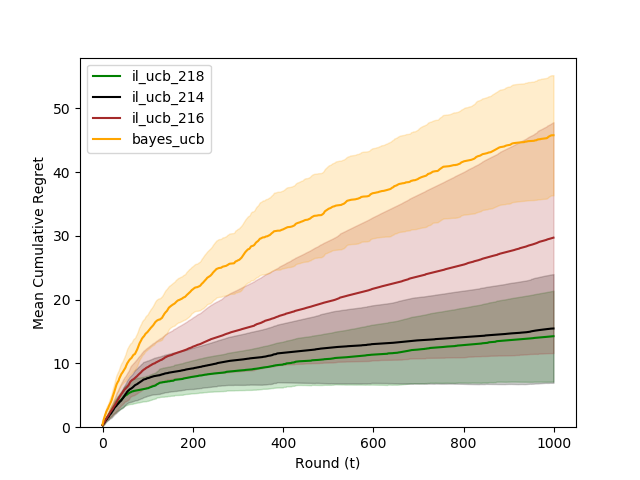 il_ucb_218
il_ucb_214
il_ucb_216
bayes_ucb
Mean Cumulative Regret
50
40
30
20
10
0
0 200 400 600 800 1000
Round (t)